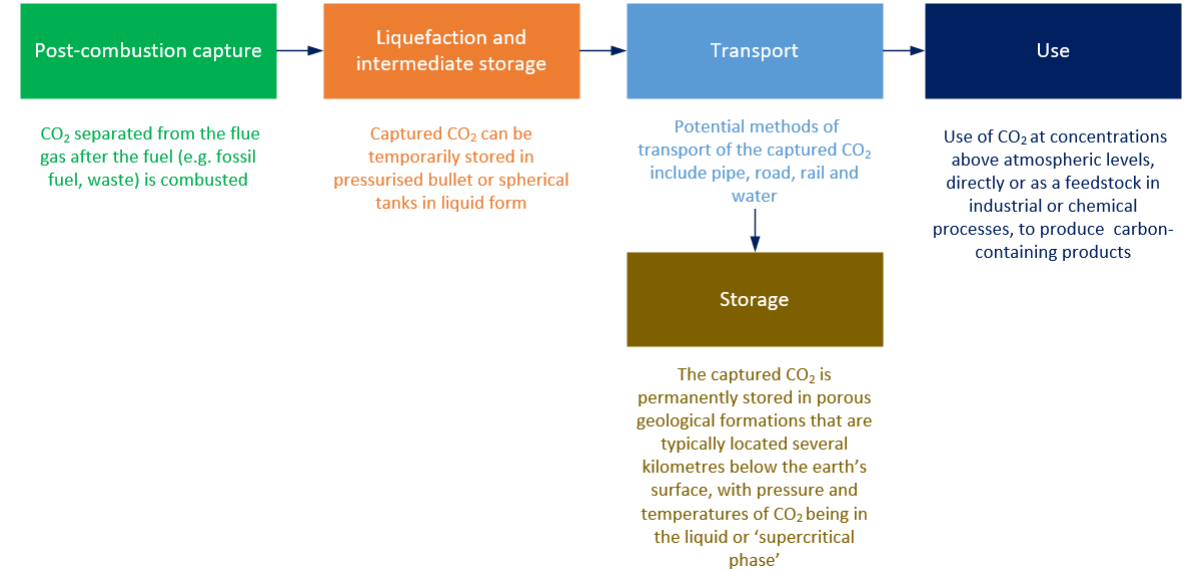 Post-combustion capture
Liquefaction and
intermediate storage
Transport
Use
CO₂ separated from the flue
gas after the fuel (e.g. fossil
fuel, waste) is combusted
Captured CO₂ can be
temporarily stored in
pressurised bullet or spherical
tanks in liquid form
Potential methods of
transport of the captured CO₂
include pipe, road, rail and
water
Use of CO₂ at concentrations
above atmospheric levels,
directly or as a feedstock in
industrial or chemical
processes, to produce carbon-
containing products
Storage
The captured CO₂ is
permanently stored in porous
geological formations that are
typically located several
kilometres below the earth’s
surface, with pressure and
temperatures of CO₂ being in
the liquid or ‘supercritical
phase’